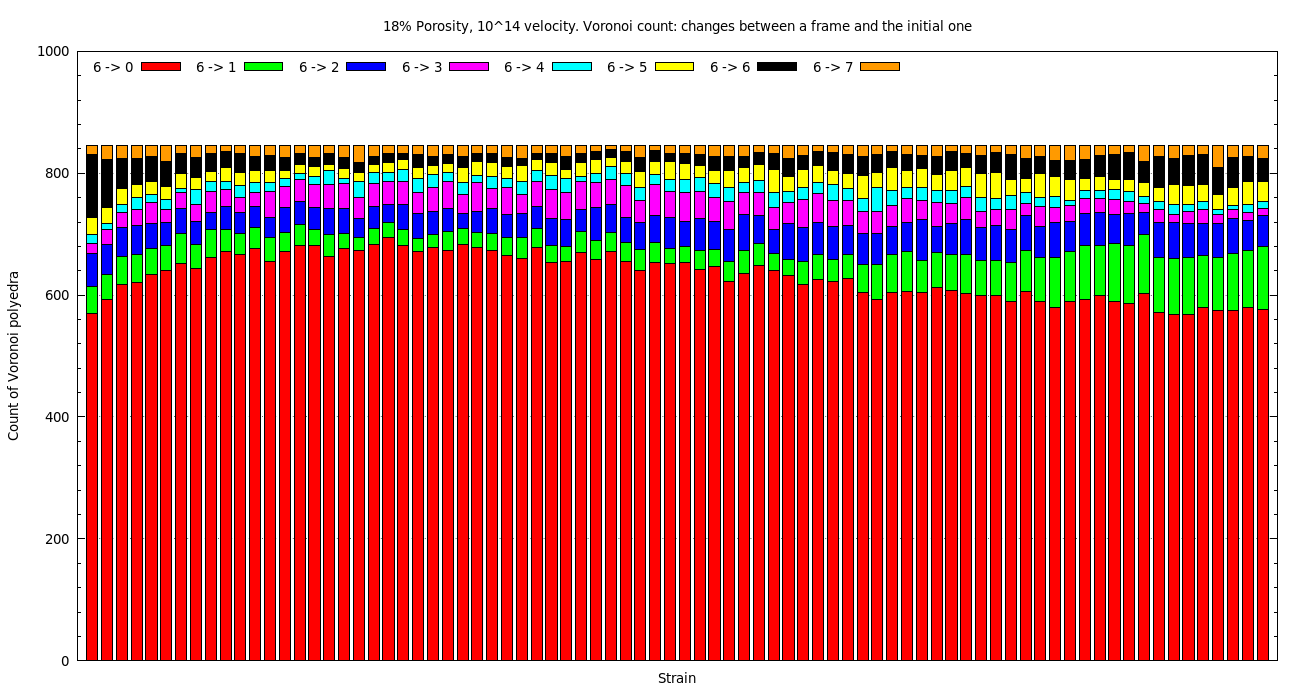 18% Porosity, 10^14 velocity. Voronoi count: changes between a frame and the initial one
1000
6 -> 0 6 -> 1 6 -> 2 6 -> 3 6 -> 4 6 -> 5 6 -> 6 6 -> 7
800
600
400
200
0
Count of Voronoi polyedra
Strain